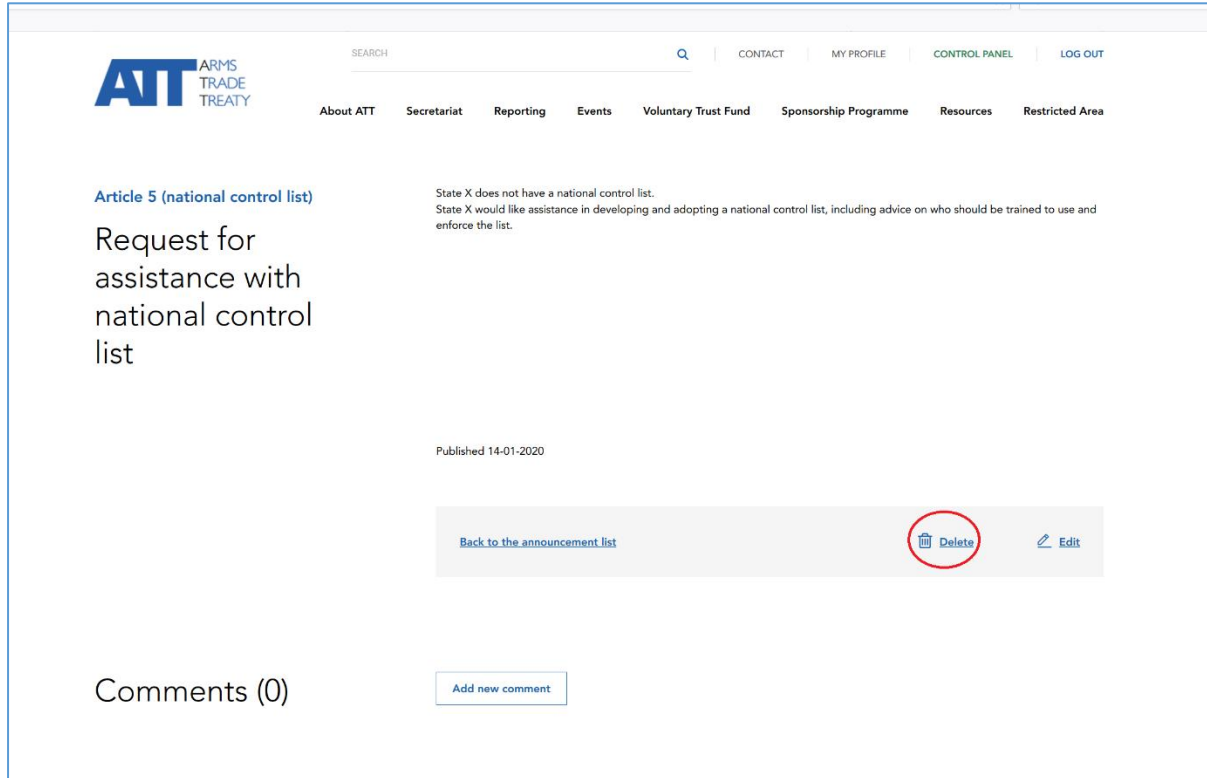 ATT ARMS
TRADE
TREATY
SEARCH
CONTACT
MY PROFILE
CONTROL PANEL
LOG OUT
About ATT
Secretariat
Reporting
Events
Voluntary Trust Fund
Sponsorship Programme
Resources
Restricted Area
Article 5 (national control list)
Request for
assistance with
national control
list
State X does not have a national control list.
State X would like assistance in developing and adopting a national control list, including advice on who should be trained to use and
enforce the list.
Published 14-01-2020
Back to the announcement list
Delete
Edit
Comments (0)
Add new comment